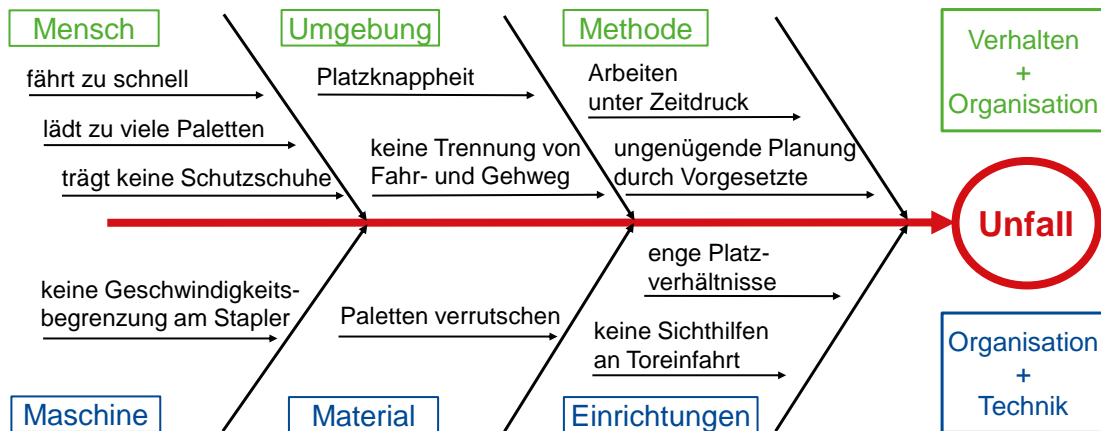 Mensch
Umgebung
Methode
Verhalten
+
Organisation
fährt zu schnell
lädt zu viele Paletten
trägt keine Schutzschuhe
Platzknappheit
keine Trennung von
Fahr- und Gehweg
Arbeiten
unter Zeitdruck
ungenügende Planung
durch Vorgesetzte
Unfall
keine Geschwindigkeits-
begrenzung am Stapler
Paletten verrutschen
enge Platz-
verhältnisse
keine Sichthilfen
an Toreinfahrt
Maschine
Material
Einrichtungen
Organisation
+
Technik